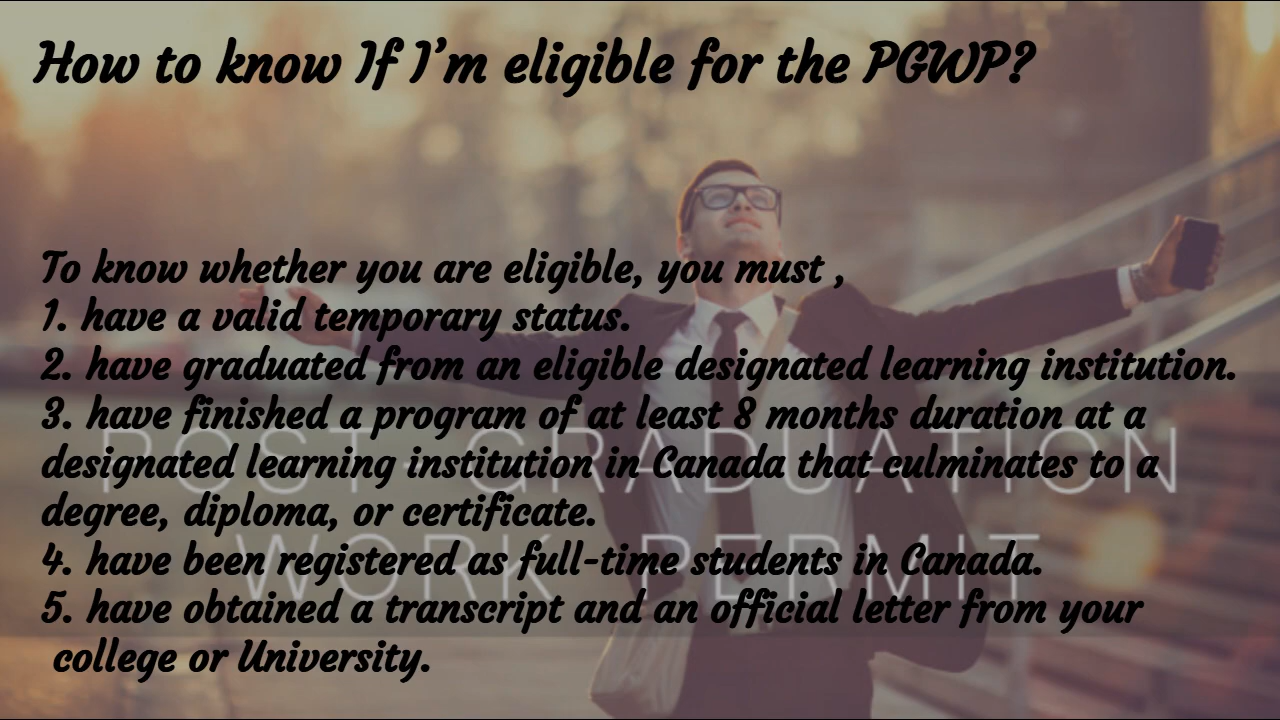 How to know If I'm eligible for the PGWP?
To know whether you are eligible, you must ,
1. have a valid temporary status.
2. have graduated from an eligible designated learning institution.
3. have finished a program of at least 8 months duration at a
designated learning institution in Canada that culminates to a
degree, diploma, or certificate.
4. have been registered as full-time students in Canada.
5. have obtained a transcript and an official letter from your
college or University.
POST - GRADUATION
WORK PERMIT